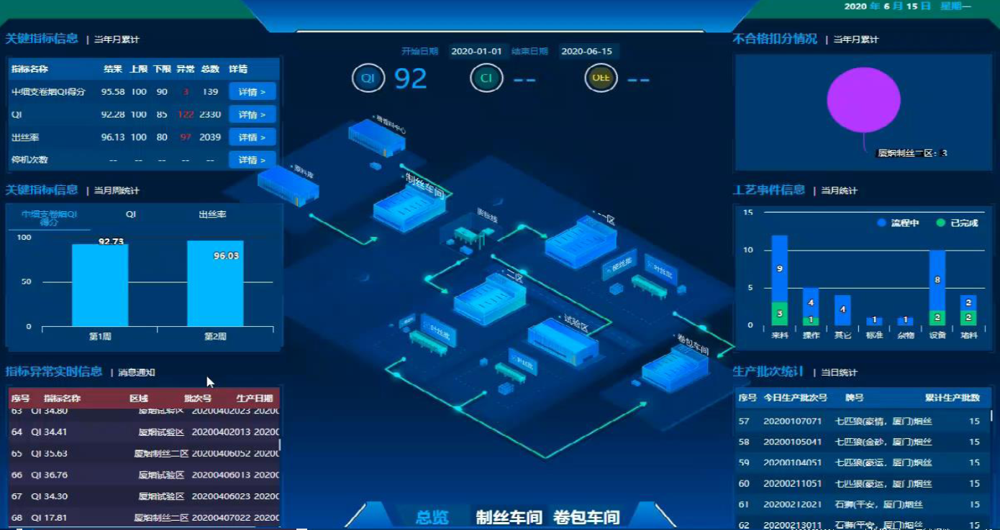 2020 年 6 月 15 日 星期一
关键指标信息 | 当年月累计
指标名称 结果 上限 下限 异常 总数 详情
中细支卷烟QI得分 95.58 100 90 3 139 详情 >
QI 92.28 100 85 122 2330 详情 >
出丝率 96.13 100 80 97 2039 详情 >
停机次数 -- -- -- -- -- 详情 >
关键指标信息 | 当月周统计
中细支卷烟QI
得分 QI 出丝率
100
92.73
96.03
50
0
第1周 第2周
指标异常实时信息 | 消息通知
序号 指标名称 区域 批次号 生产日期
63 QI 34.80 厦烟试验区 20200402023 2020
64 QI 34.41 厦烟试验区 20200402013 2020
65 QI 35.63 厦烟制丝二区 20200406052 2020
66 QI 36.76 厦烟试验区 20200406013 2020
67 QI 34.30 厦烟试验区 20200406023 2020
68 QI 17.81 厦烟制丝二区 20200407022 2020
开始日期 2020-01-01 结束日期 2020-06-15
QI 92 CI -- OEE --
原料库
制丝车间
一区
二区
试验区
卷包车间
叶丝线
叶丝线
总览 制丝车间 卷包车间
不合格扣分情况 | 当年月累计
厦烟制丝二区: 3
工艺事件信息 | 当月统计
流程中 已完成
15
10
5
0
9 3
4 1
4
1
1
8 2
2 2
来料 操作 其它 标准 杂物 设备 堵料
生产批次统计 | 当日统计
序号 今日生产批次号 牌号 累计生产批数
57 20200107071 七匹狼(豪情，厦门)烟丝 15
58 20200105041 七匹狼(金砂，厦门)烟丝 15
59 20200104051 七匹狼(豪运，厦门)烟丝 15
60 20200211051 七匹狼(豪运，厦门)烟丝 15
61 20200212021 石狮(平安，厦门)烟丝 15
62 20200213011 石狮(平安，厦门)烟丝 15